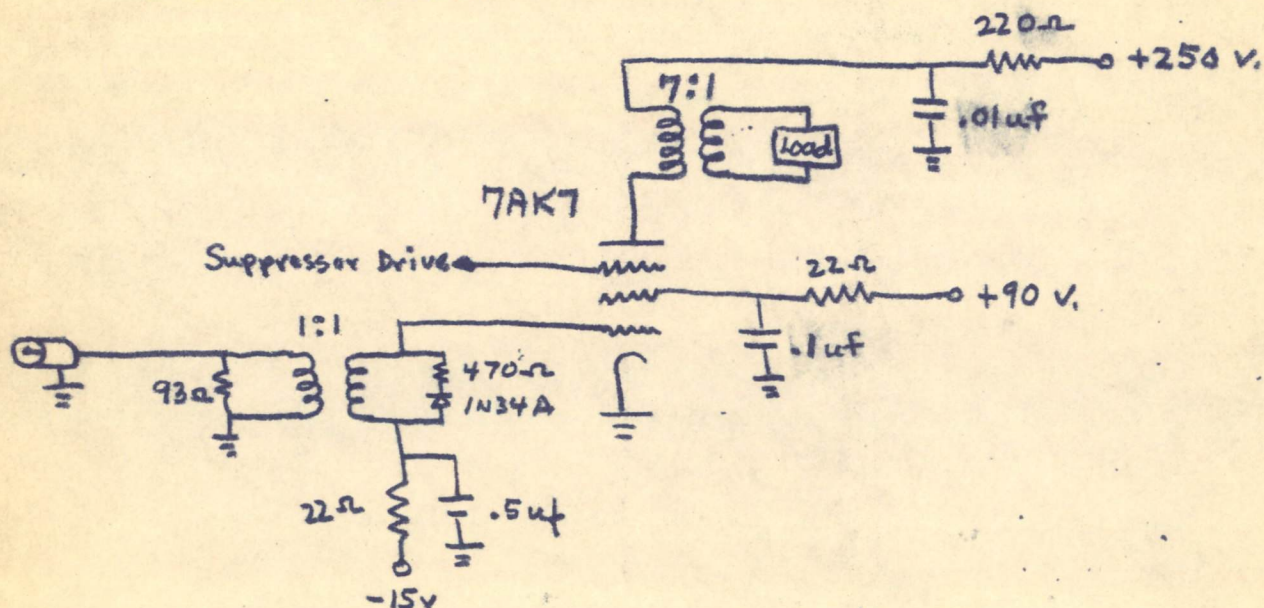 220Ω
+250 v.
7:1
.01uf
Load
7AK7
Suppressor Drive
22Ω
+90 v.
1:1
.1uf
93Ω
470Ω
1N34A
22Ω
.5uf
-15v